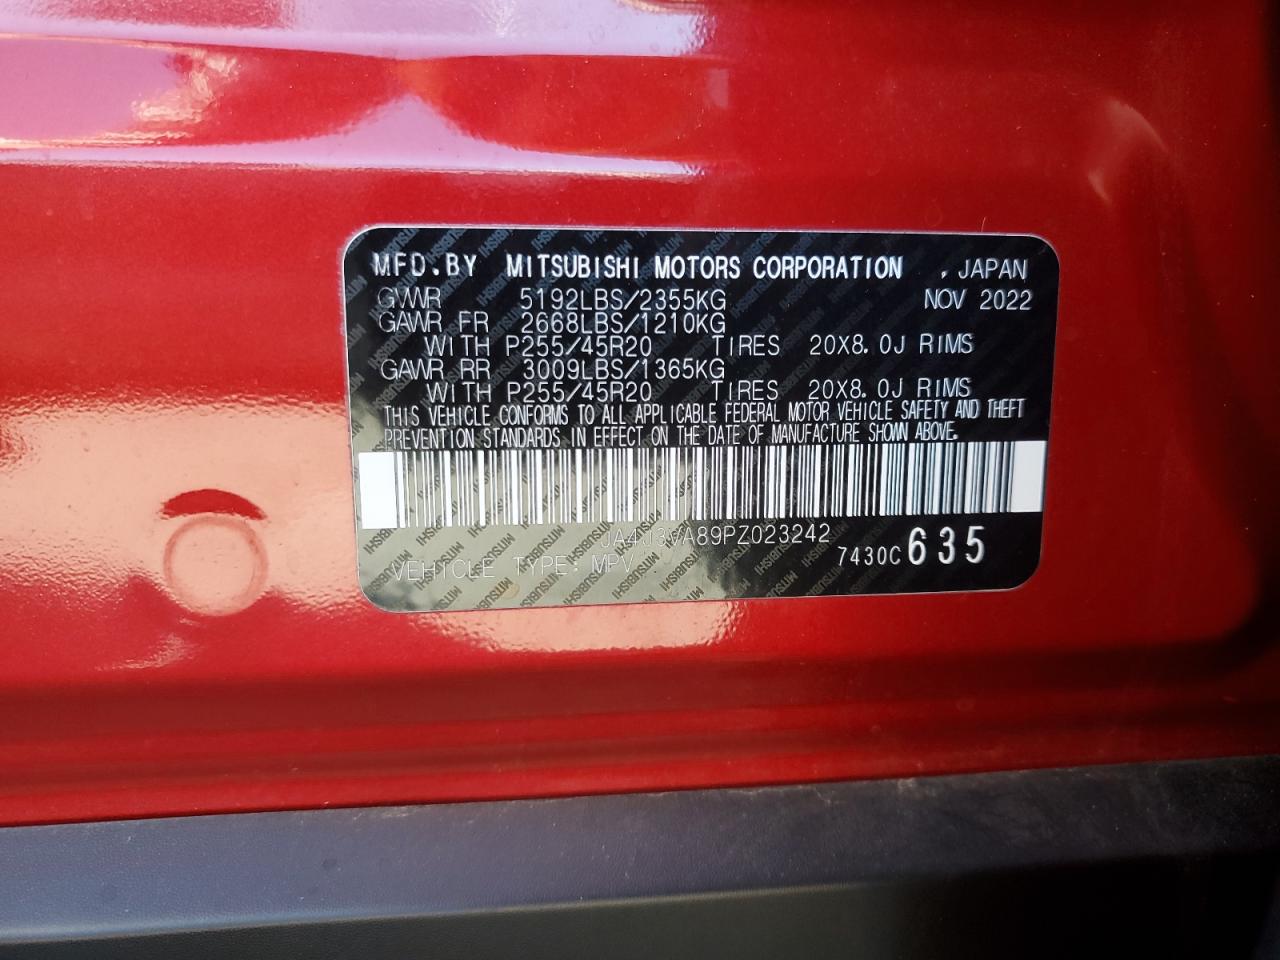 MFD.BY MITSUBISHI MOTORS CORPORATION , JAPAN
GVWR 5192LBS/2355KG NOV 2022
GAWR FR 2668LBS/1210KG
WITH P255/45R20 TIRES 20X8.0J RIMS
GAWR RR 3009LBS/1365KG
WITH P255/45R20 TIRES 20X8.0J RIMS
THIS VEHICLE CONFORMS TO ALL APPLICABLE FEDERAL MOTOR VEHICLE SAFETY AND THEFT
PREVENTION STANDARDS IN EFFECT ON THE DATE OF MANUFACTURE SHOWN ABOVE.
7430C 635
VEHICLE TYPE: MPV